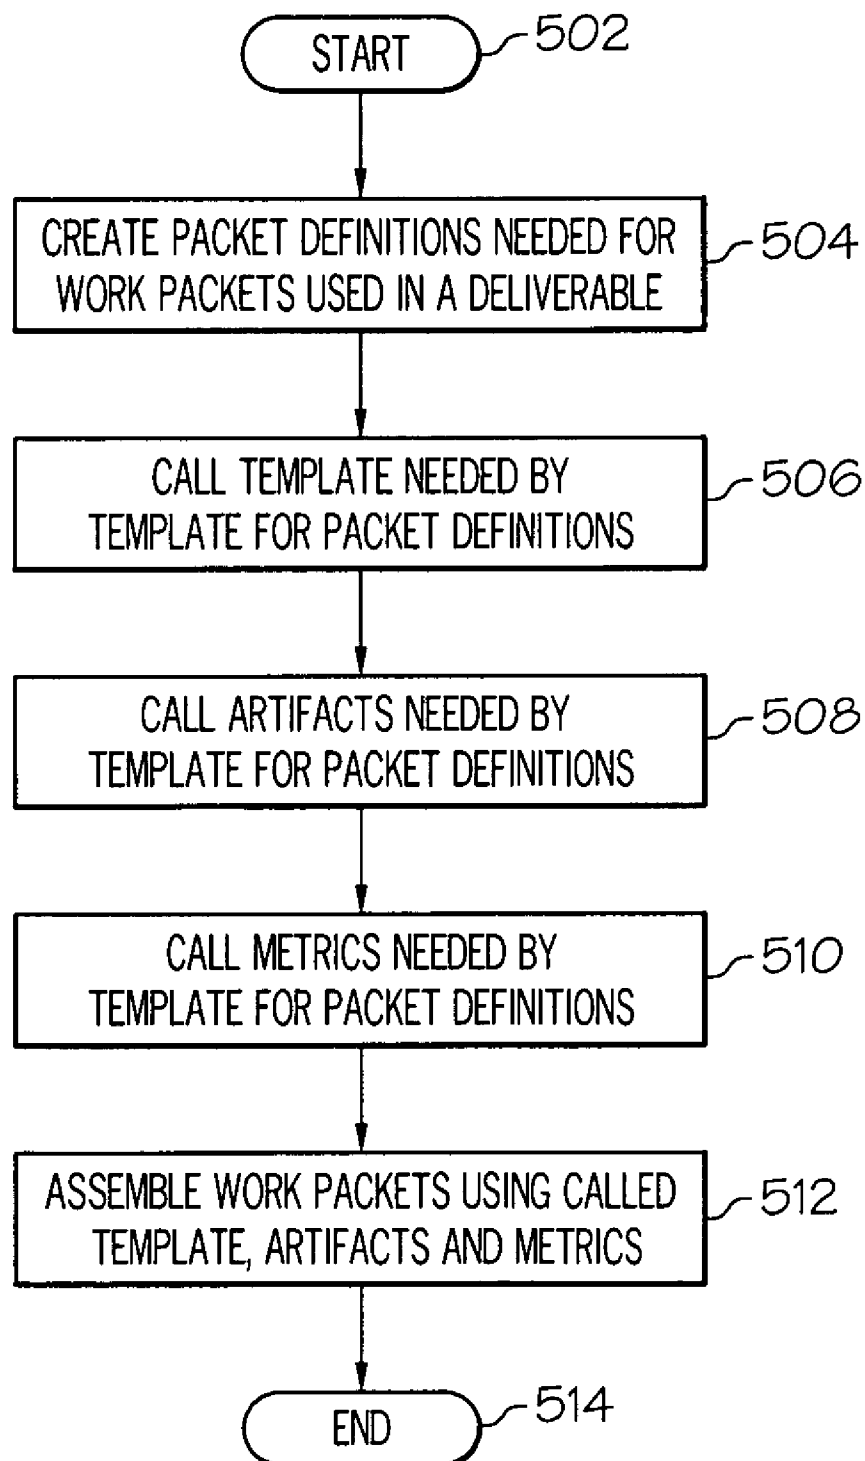 START
502
CREATE PACKET DEFINITIONS NEEDED FOR
WORK PACKETS USED IN A DELIVERABLE
504
CALL TEMPLATE NEEDED BY
TEMPLATE FOR PACKET DEFINITIONS
506
CALL ARTIFACTS NEEDED BY
TEMPLATE FOR PACKET DEFINITIONS
508
CALL METRICS NEEDED BY
TEMPLATE FOR PACKET DEFINITIONS
510
ASSEMBLE WORK PACKETS USING CALLED
TEMPLATE, ARTIFACTS AND METRICS
512
END
514